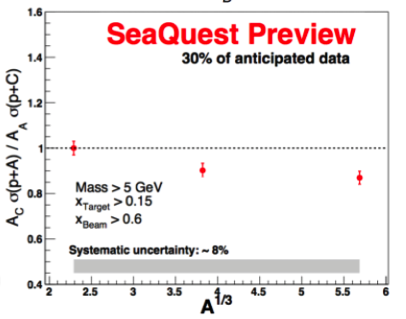 SeaQuest Preview
30% of anticipated data
A_C σ(p+A) / A_A σ(p+C)
1.6
1.4
1.2
1
0.8
0.6
0.4
Mass > 5 GeV
x_Target > 0.15
x_Beam > 0.6
Systematic uncertainty: ~ 8%
2 2.5 3 3.5 4 4.5 5 5.5 6
A^1/3